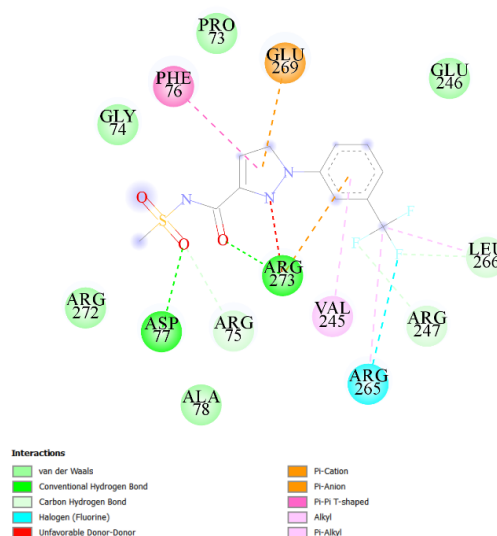 PRO
73
GLU
269
GLU
246
PHE
76
GLY
74
N
N
N
O
S
O
O
F
F
F
ARG
273
LEU
266
ARG
272
ASP
77
ARG
75
VAL
245
ARG
247
ARG
265
ALA
78
Interactions
van der Waals
Conventional Hydrogen Bond
Carbon Hydrogen Bond
Halogen (Fluorine)
Unfavorable Donor-Donor
Pi-Cation
Pi-Anion
Pi-Pi T-shaped
Alkyl
Pi-Alkyl